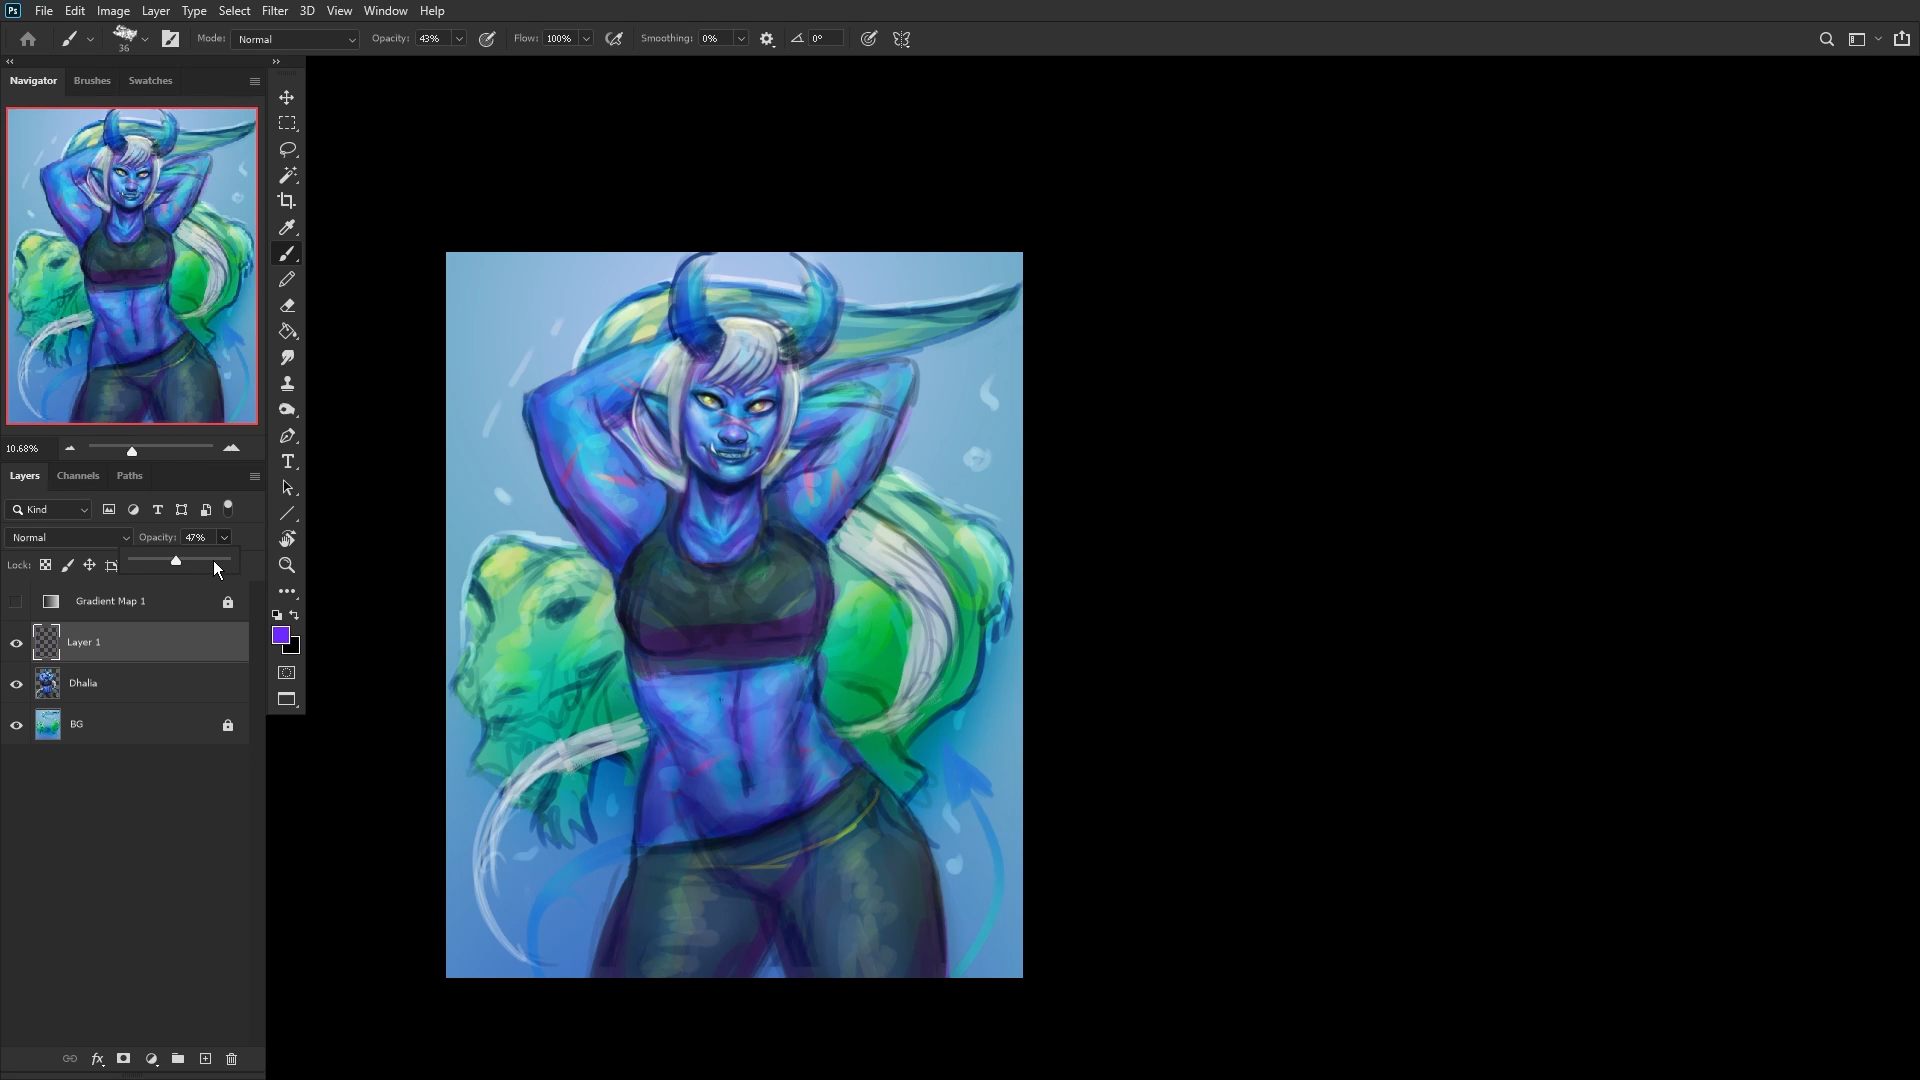 Ps File Edit Image Layer Type Select Filter 3D View Window Help
36 Mode: Normal Opacity: 43% Flow: 100% Smoothing: 0% 0°
Navigator Brushes Swatches
10.68%
Layers Channels Paths
Kind
Normal Opacity: 47%
Lock:
Gradient Map 1
Layer 1
Dhalia
BG